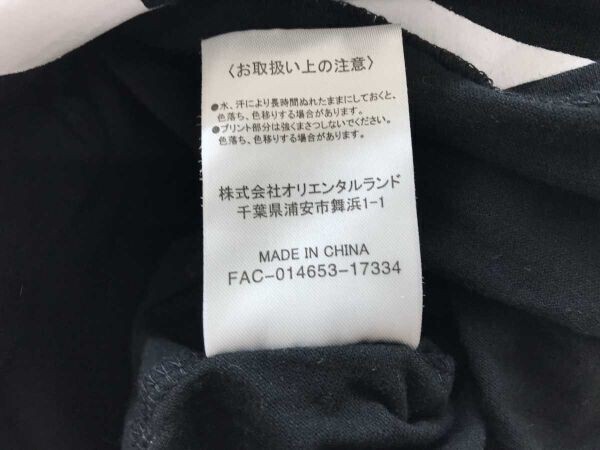 〈お取扱い上の注意〉
●水、汗により長時間ぬれたままにしておくと、
色落ち、色移りする場合があります。
●プリント部分は強くまさつしないでください。
色落ち、色移りする場合があります。
株式会社オリエンタルランド
千葉県浦安市舞浜1-1
MADE IN CHINA
FAC-014653-17334